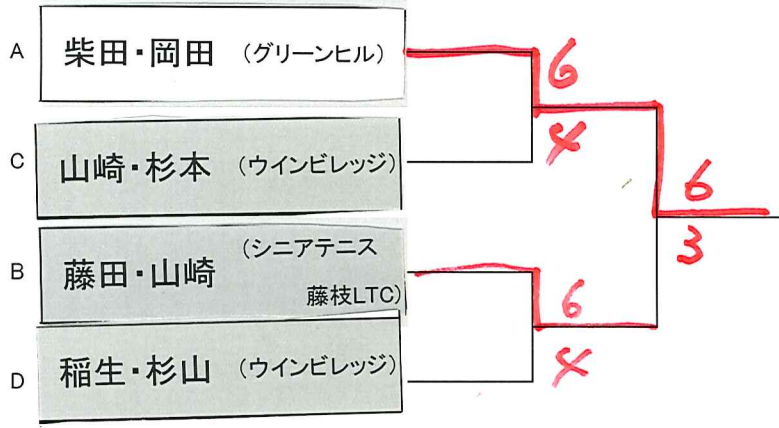 A 柴田・岡田 (グリーンヒル)
6
4
C 山崎・杉本 (ウインビレッジ)
6
3
B 藤田・山崎 (シニアテニス
藤枝LTC)
6
4
D 稲生・杉山 (ウインビレッジ)